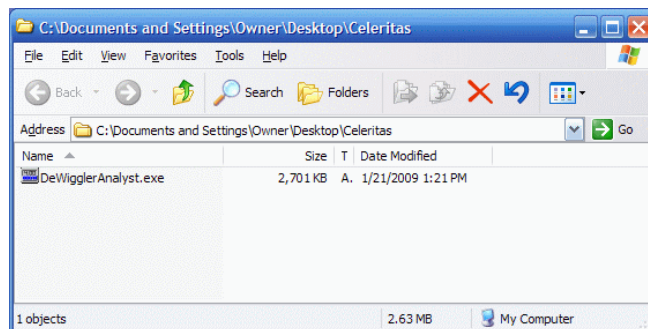 C:\Documents and Settings\Owner\Desktop\Celeritas
File Edit View Favorites Tools Help
Back Search Folders
Address C:\Documents and Settings\Owner\Desktop\Celeritas Go
Name Size T Date Modified
DeWigglerAnalyst.exe 2,701 KB A. 1/21/2009 1:21 PM
1 objects 2.63 MB My Computer